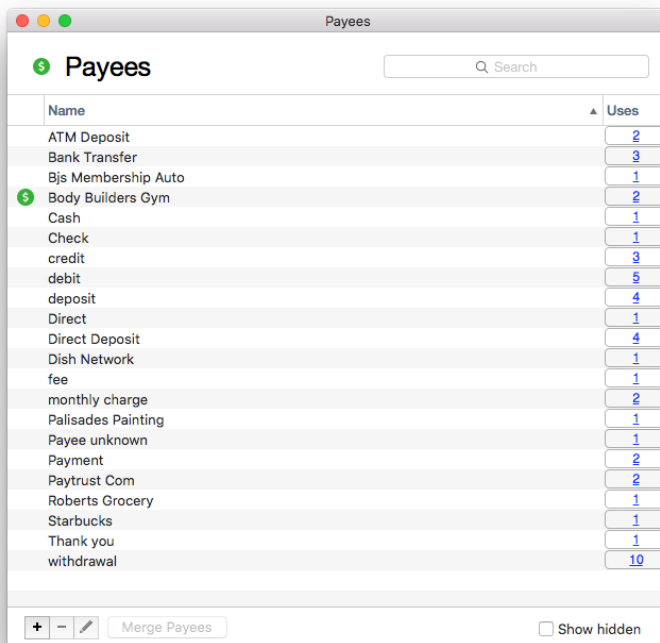 Payees
$ Payees
Search
Name ▲ Uses
ATM Deposit 2
Bank Transfer 3
Bjs Membership Auto 1
$ Body Builders Gym 2
Cash 1
Check 1
credit 3
debit 5
deposit 4
Direct 1
Direct Deposit 4
Dish Network 1
fee 1
monthly charge 2
Palisades Painting 1
Payee unknown 1
Payment 2
Paytrust Com 2
Roberts Grocery 1
Starbucks 1
Thank you 1
withdrawal 10
+ − Merge Payees Show hidden